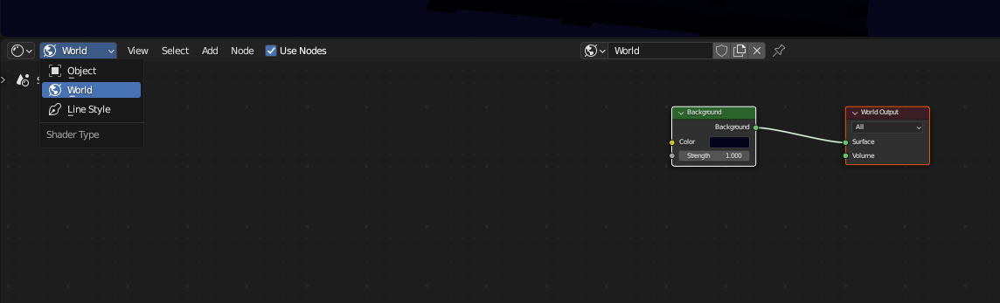 World View Select Add Node Use Nodes World
Object
World
Line Style
Shader Type
Background
Background
Color
Strength 1.000
World Output
All
Surface
Volume